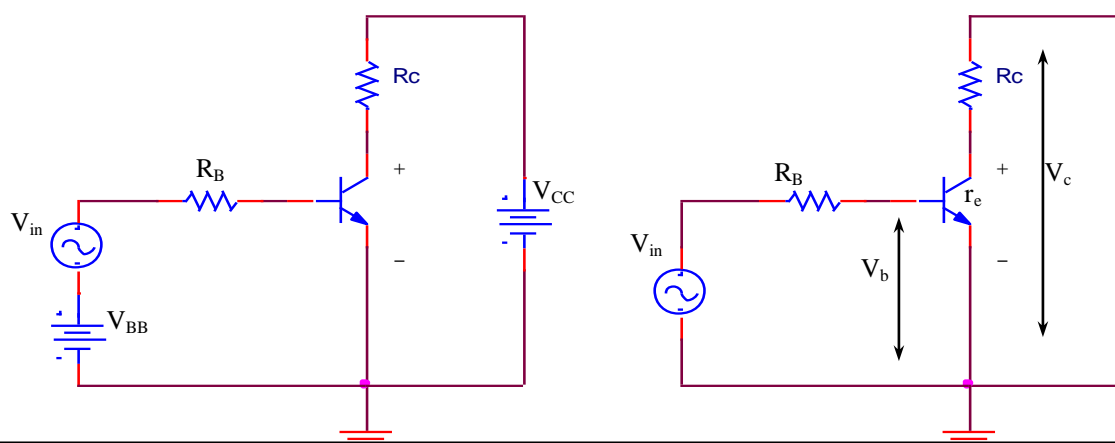 Rc
R_B
+
V_CC
V_in
−
V_BB
Rc
R_B
+
V_c
r_e
V_in
V_b
−